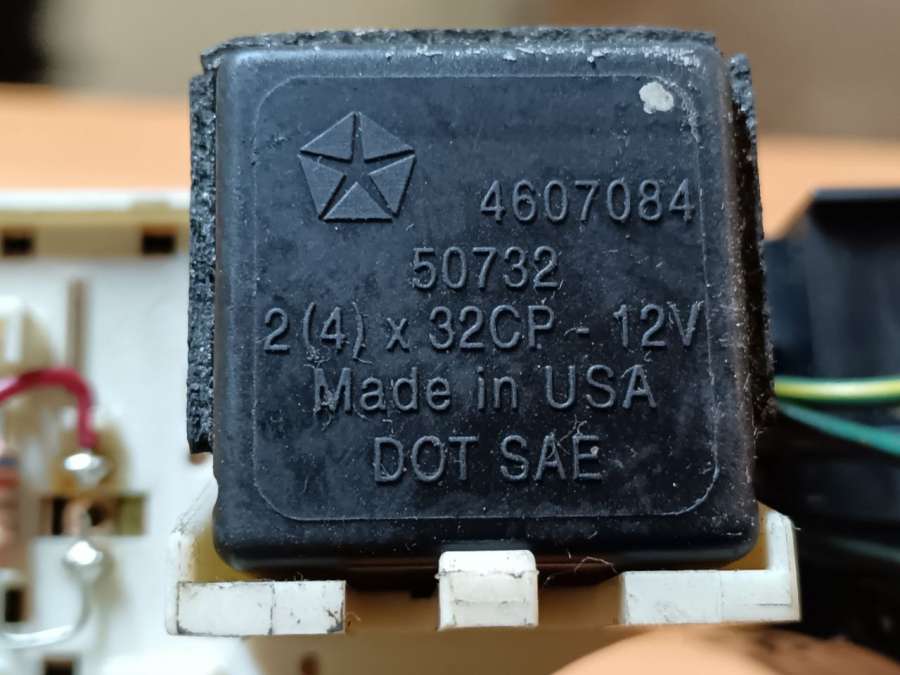 4607084
50732
2(4) x 32CP - 12V
Made in USA
DOT SAE